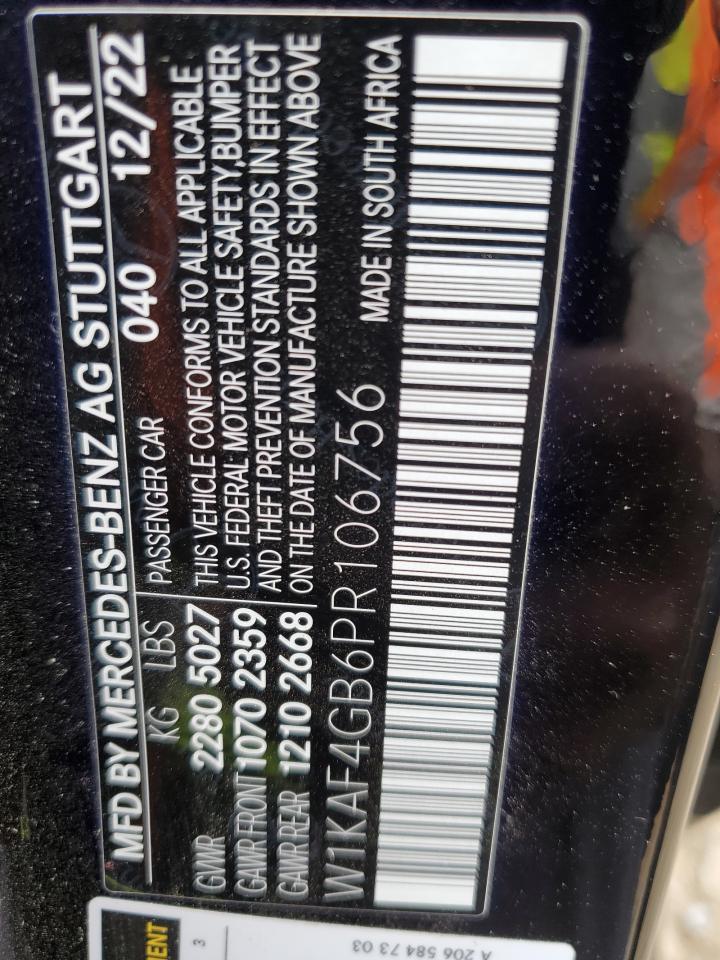 MFD BY MERCEDES-BENZ AG STUTTGART
KG LBS PASSENGER CAR 040 12/22
GWR 2280 5027 THIS VEHICLE CONFORMS TO ALL APPLICABLE
GAWR FRONT 1070 2359 U.S. FEDERAL MOTOR VEHICLE SAFETY,BUMPER
GAWR REAR 1210 2668 AND THEFT PREVENTION STANDARDS IN EFFECT
ON THE DATE OF MANUFACTURE SHOWN ABOVE
W1KAF4GB6PR106756 MADE IN SOUTH AFRICA
3
A 206 584 73 03